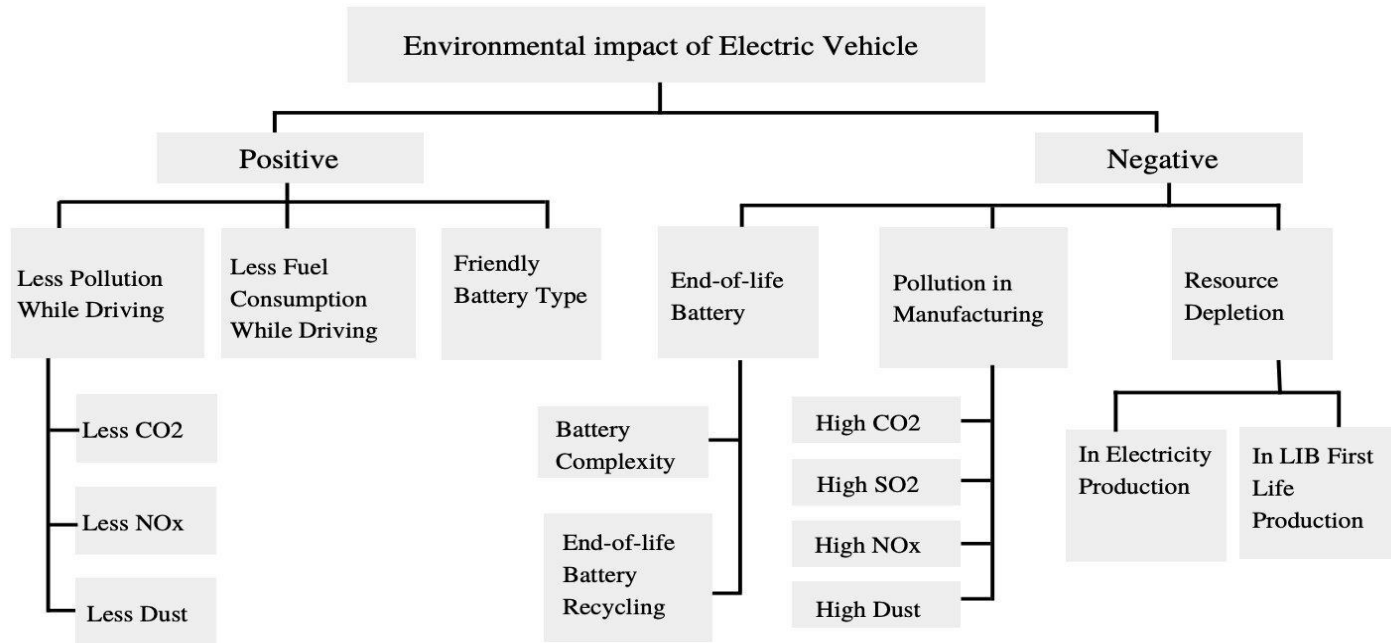 Environmental impact of Electric Vehicle
Positive
Negative
Less Pollution
While Driving
Less Fuel
Consumption
While Driving
Friendly
Battery Type
End-of-life
Battery
Pollution in
Manufacturing
Resource
Depletion
Less CO2
Less NOx
Less Dust
Battery
Complexity
End-of-life
Battery
Recycling
High CO2
High SO2
High NOx
High Dust
In Electricity
Production
In LIB First
Life
Production